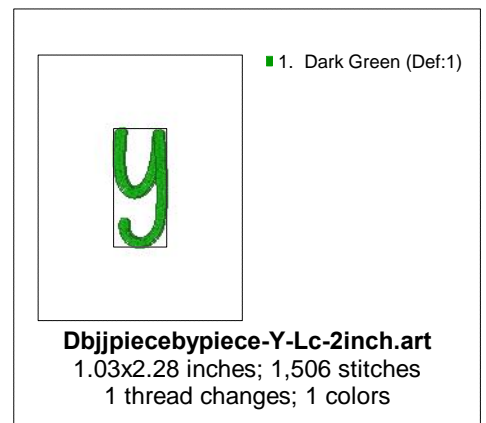 1. Dark Green (Def:1)
y
Dbjjpiecebypiece-Y-Lc-2inch.art
1.03x2.28 inches; 1,506 stitches
1 thread changes; 1 colors